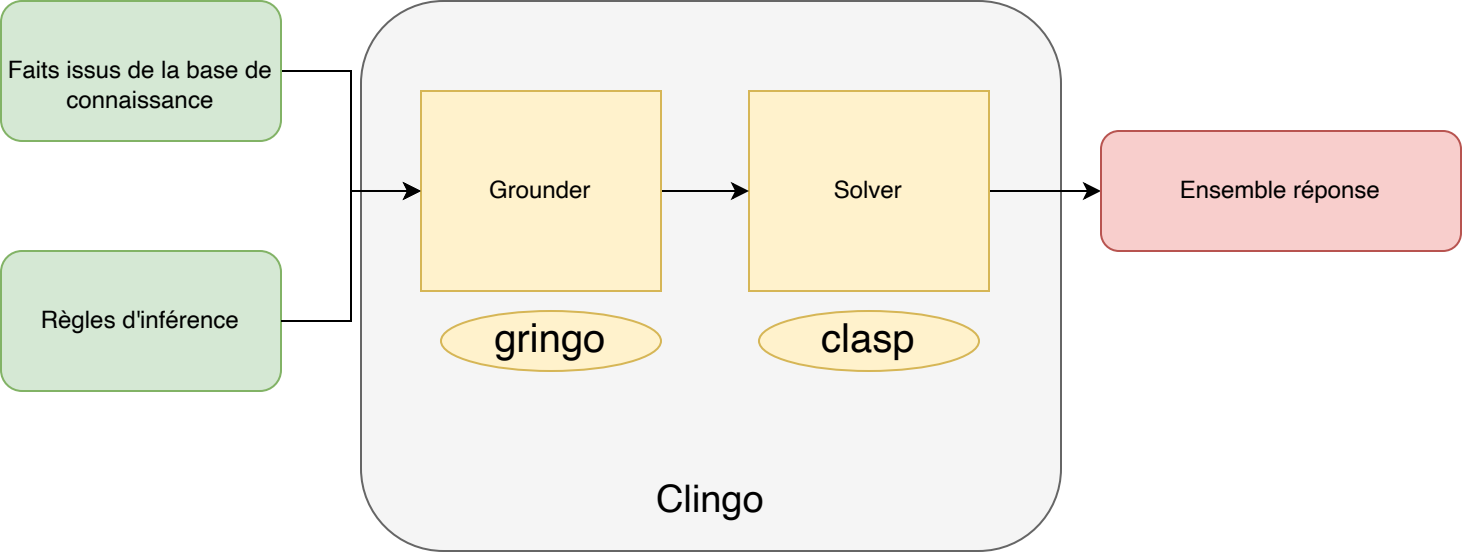 Faits issus de la base de
connaissance
Règles d'inférence
Grounder
Solver
gringo
clasp
Clingo
Ensemble réponse